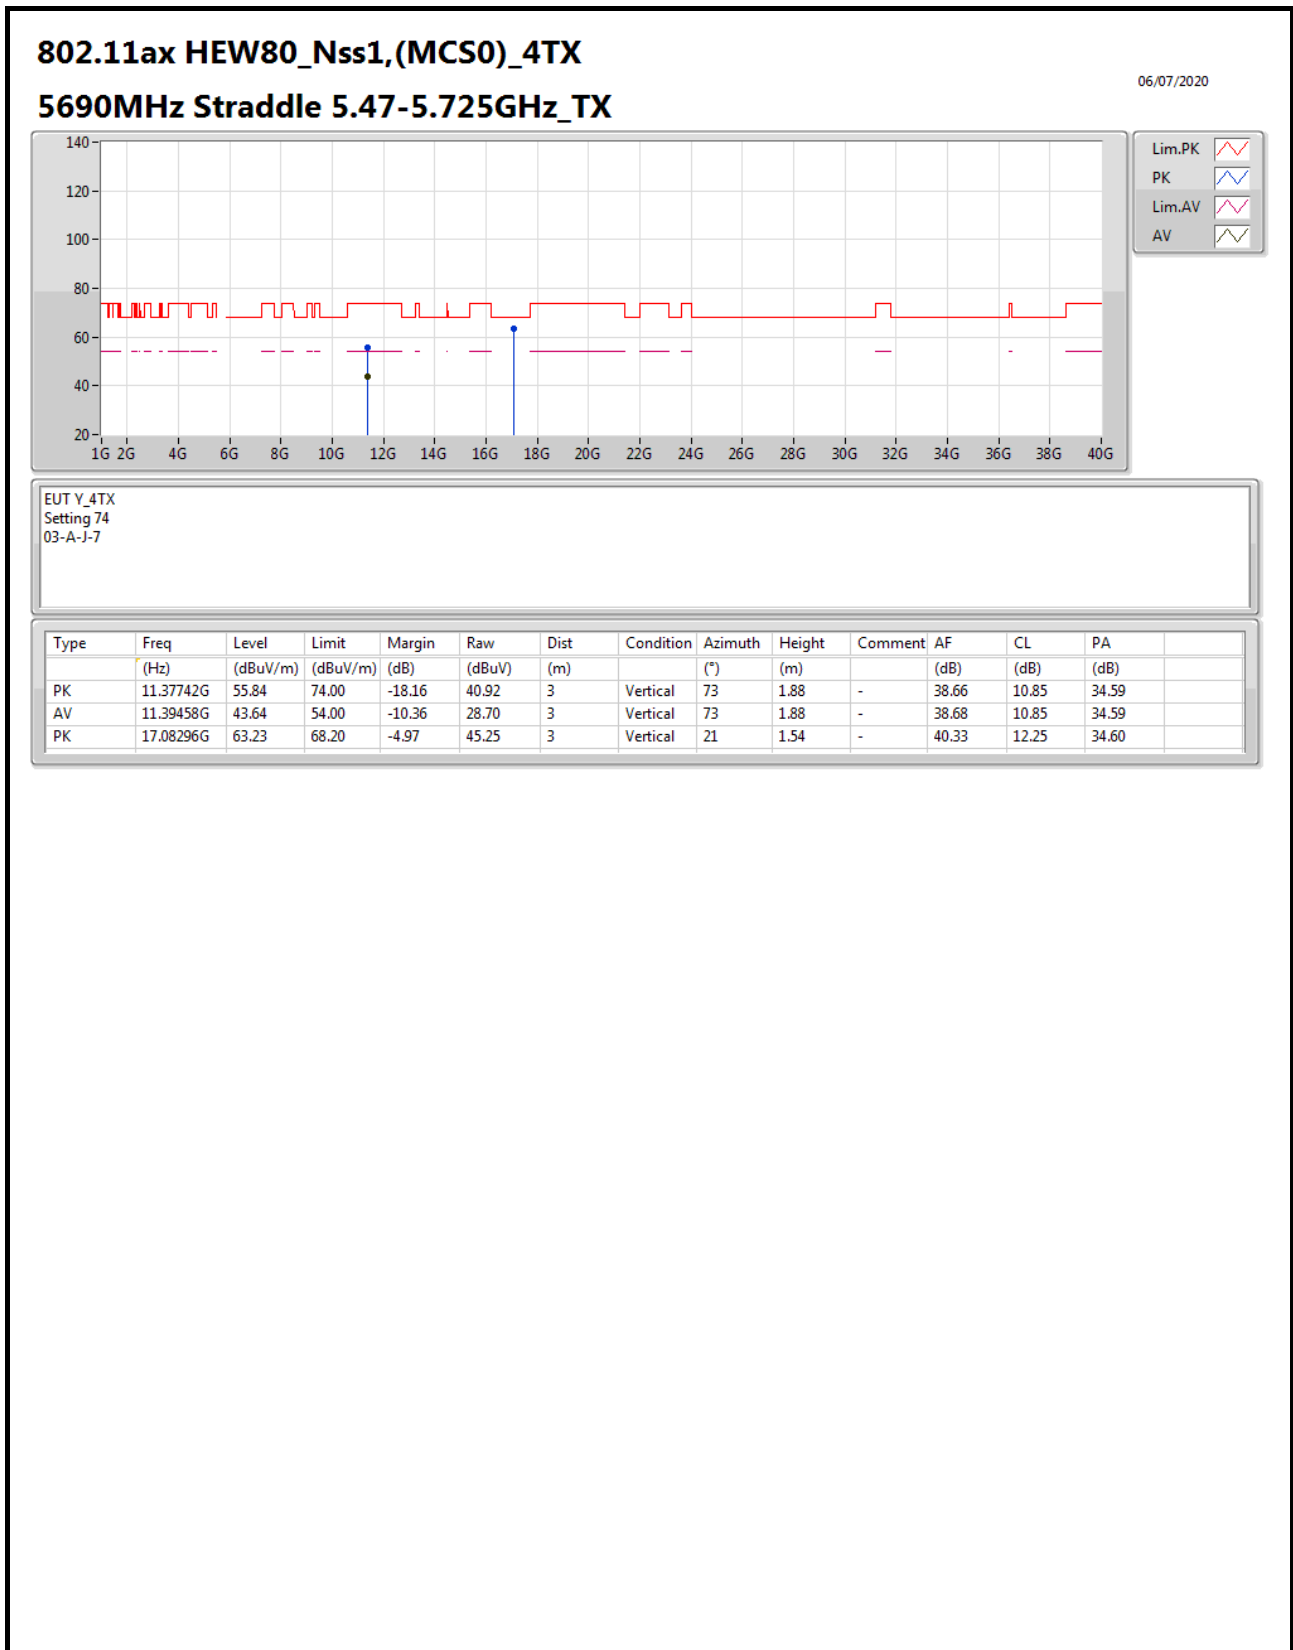 802.11ax HEW80_Nss1,(MCS0)_4TX
06/07/2020
5690MHz Straddle 5.47-5.725GHz_TX
140
120
100
80
60
40
20
1G 2G 4G 6G 8G 10G 12G 14G 16G 18G 20G 22G 24G 26G 28G 30G 32G 34G 36G 38G 40G
Lim.PK
PK
Lim.AV
AV
EUT Y_4TX
Setting 74
03-A-J-7
Type Freq Level Limit Margin Raw Dist Condition Azimuth Height Comment AF CL PA
(Hz) (dBuV/m) (dBuV/m) (dB) (dBuV) (m) (°) (m) (dB) (dB) (dB)
PK 11.37742G 55.84 74.00 -18.16 40.92 3 Vertical 73 1.88 - 38.66 10.85 34.59
AV 11.39458G 43.64 54.00 -10.36 28.70 3 Vertical 73 1.88 - 38.68 10.85 34.59
PK 17.08296G 63.23 68.20 -4.97 45.25 3 Vertical 21 1.54 - 40.33 12.25 34.60